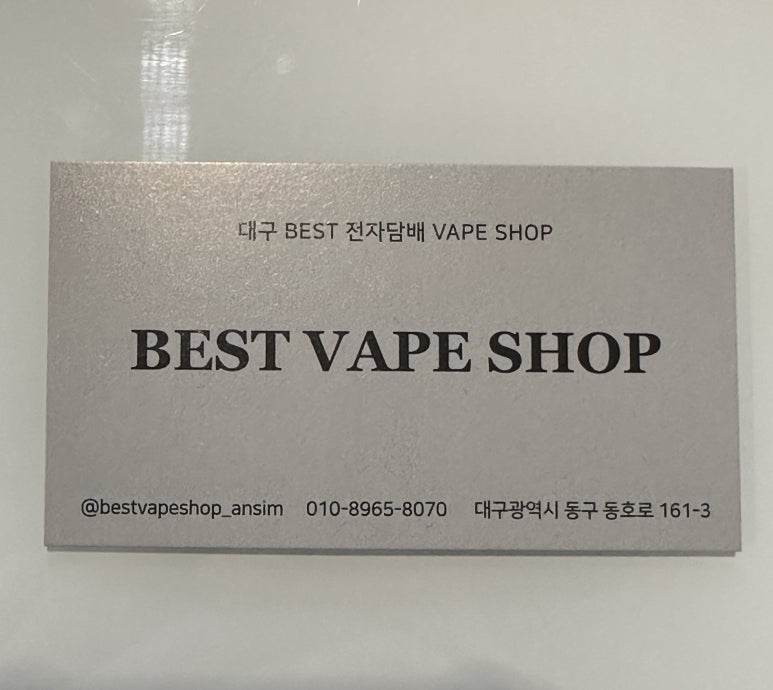 대구 BEST 전자담배 VAPE SHOP
BEST VAPE SHOP
@bestvapeshop_ansim 010-8965-8070 대구광역시 동구 동호로 161-3